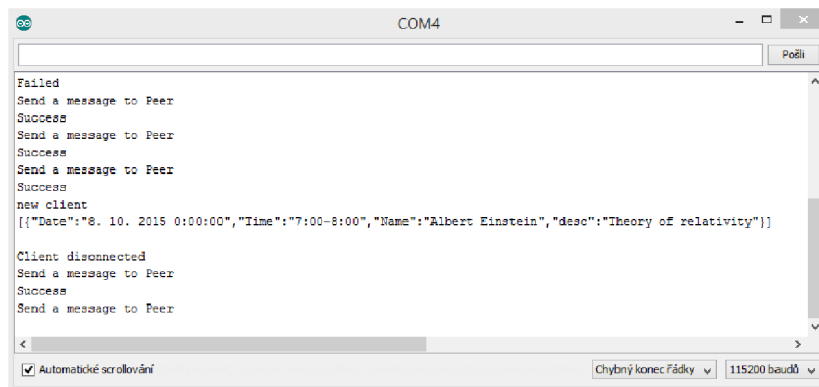 COM4
Pošli
Failed
Send a message to Peer
Success
Send a message to Peer
Success
Send a message to Peer
Success
new client
[{"Date":"8. 10. 2015 0:00:00","Time":"7:00-8:00","Name":"Albert Einstein","desc":"Theory of relativity"}]
Client disonnected
Send a message to Peer
Success
Send a message to Peer
Automatické scrollování Chybný konec řádky 115200 baudů